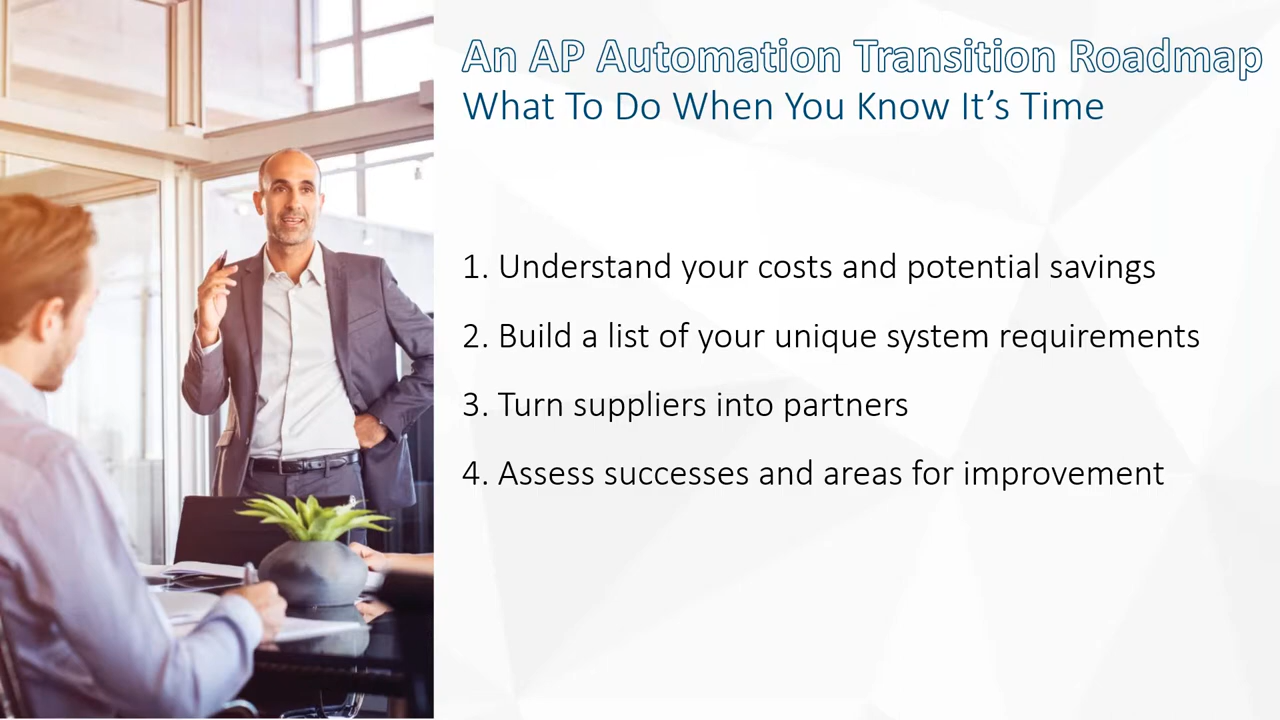 An AP Automation Transition Roadmap
What To Do When You Know It’s Time
1. Understand your costs and potential savings
2. Build a list of your unique system requirements
3. Turn suppliers into partners
4. Assess successes and areas for improvement